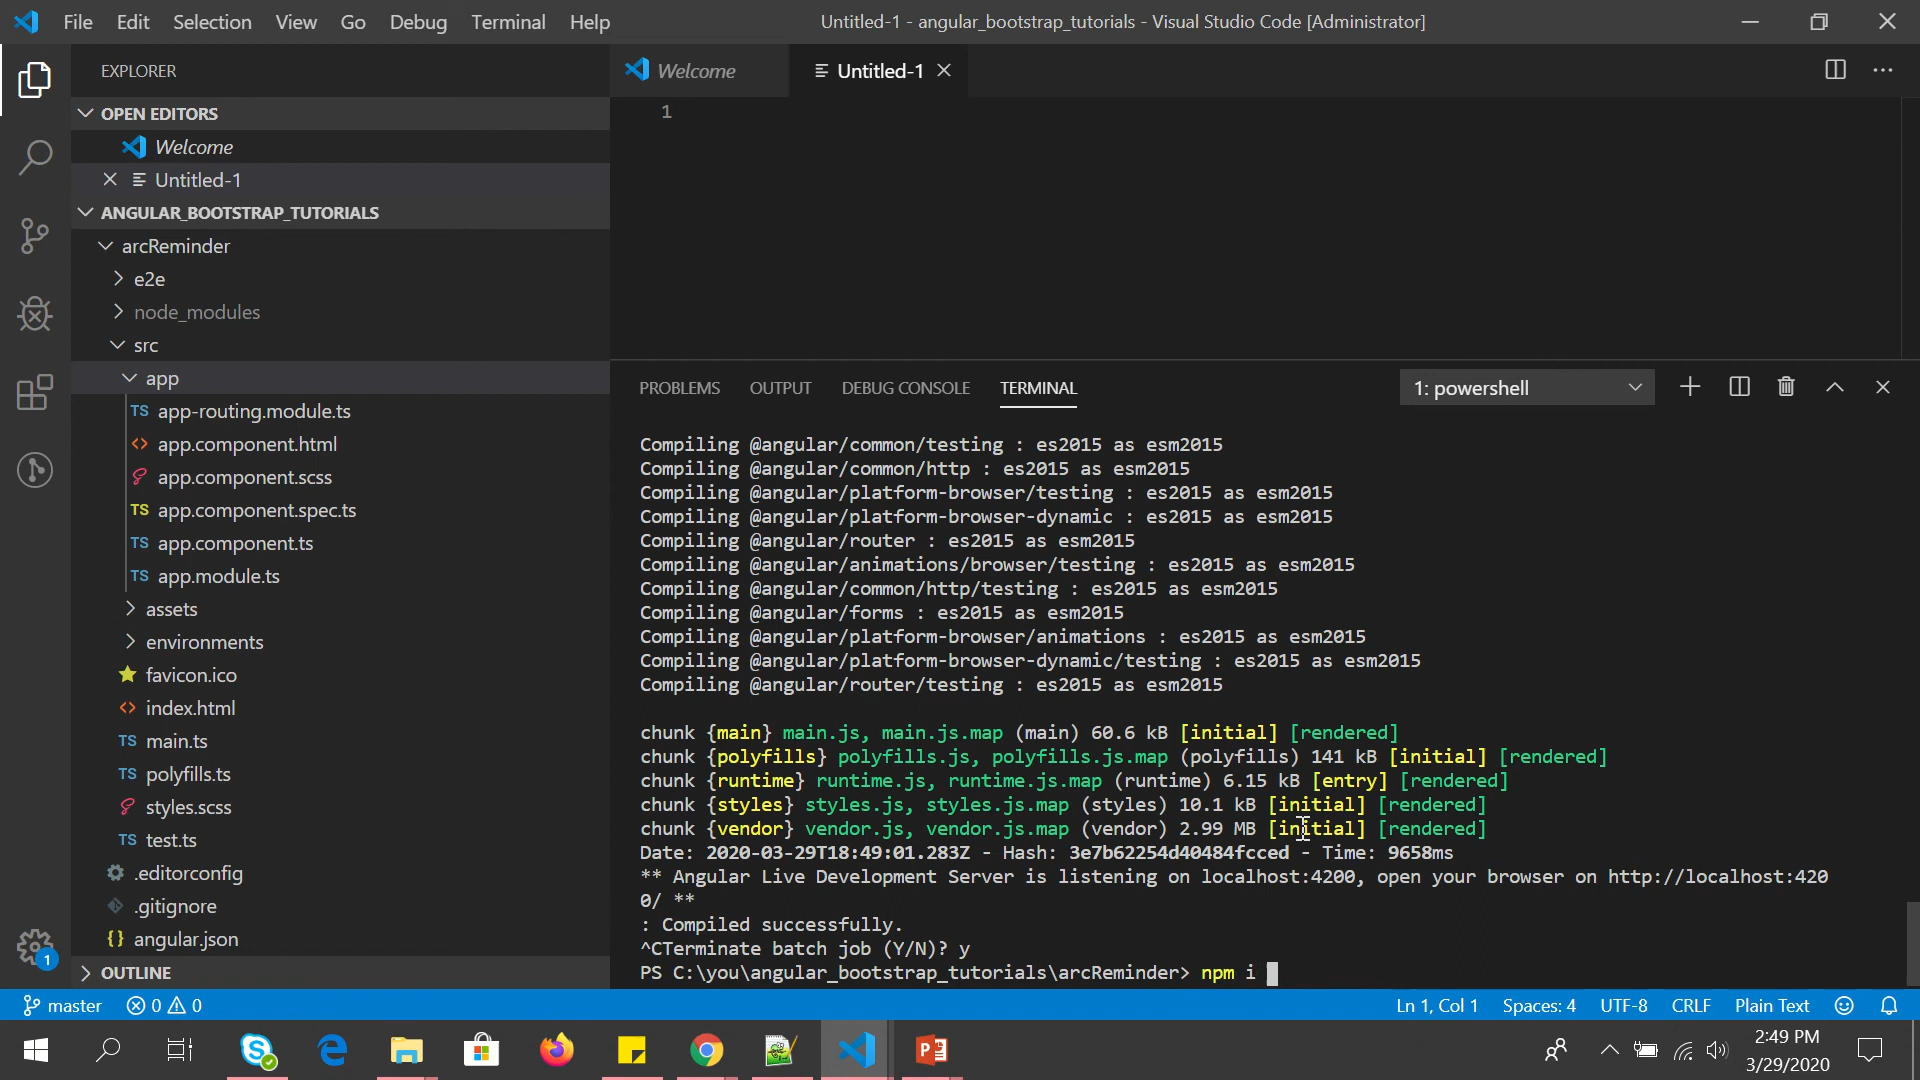 File Edit Selection View Go Debug Terminal Help
Untitled-1 - angular_bootstrap_tutorials - Visual Studio Code [Administrator]
EXPLORER
OPEN EDITORS
Welcome
Untitled-1
ANGULAR_BOOTSTRAP_TUTORIALS
arcReminder
e2e
node_modules
src
app
TS app-routing.module.ts
<> app.component.html
app.component.scss
TS app.component.spec.ts
TS app.component.ts
TS app.module.ts
assets
environments
favicon.ico
<> index.html
TS main.ts
TS polyfills.ts
styles.scss
TS test.ts
.editorconfig
.gitignore
{} angular.json
OUTLINE
1
Welcome
Untitled-1
1
PROBLEMS OUTPUT DEBUG CONSOLE TERMINAL
1: powershell
Compiling @angular/common/testing : es2015 as esm2015
Compiling @angular/common/http : es2015 as esm2015
Compiling @angular/platform-browser/testing : es2015 as esm2015
Compiling @angular/platform-browser-dynamic : es2015 as esm2015
Compiling @angular/router : es2015 as esm2015
Compiling @angular/animations/browser/testing : es2015 as esm2015
Compiling @angular/common/http/testing : es2015 as esm2015
Compiling @angular/forms : es2015 as esm2015
Compiling @angular/platform-browser/animations : es2015 as esm2015
Compiling @angular/platform-browser-dynamic/testing : es2015 as esm2015
Compiling @angular/router/testing : es2015 as esm2015
chunk {main} main.js, main.js.map (main) 60.6 kB [initial] [rendered]
chunk {polyfills} polyfills.js, polyfills.js.map (polyfills) 141 kB [initial] [rendered]
chunk {runtime} runtime.js, runtime.js.map (runtime) 6.15 kB [entry] [rendered]
chunk {styles} styles.js, styles.js.map (styles) 10.1 kB [initial] [rendered]
chunk {vendor} vendor.js, vendor.js.map (vendor) 2.99 MB [initial] [rendered]
Date: 2020-03-29T18:49:01.283Z - Hash: 3e7b62254d40484fcced - Time: 9658ms
** Angular Live Development Server is listening on localhost:4200, open your browser on http://localhost:420
0/ **
: Compiled successfully.
^CTerminate batch job (Y/N)? y
PS C:\you\angular_bootstrap_tutorials\arcReminder> npm i
master 0 0
Ln 1, Col 1 Spaces: 4 UTF-8 CRLF Plain Text
2:49 PM
3/29/2020